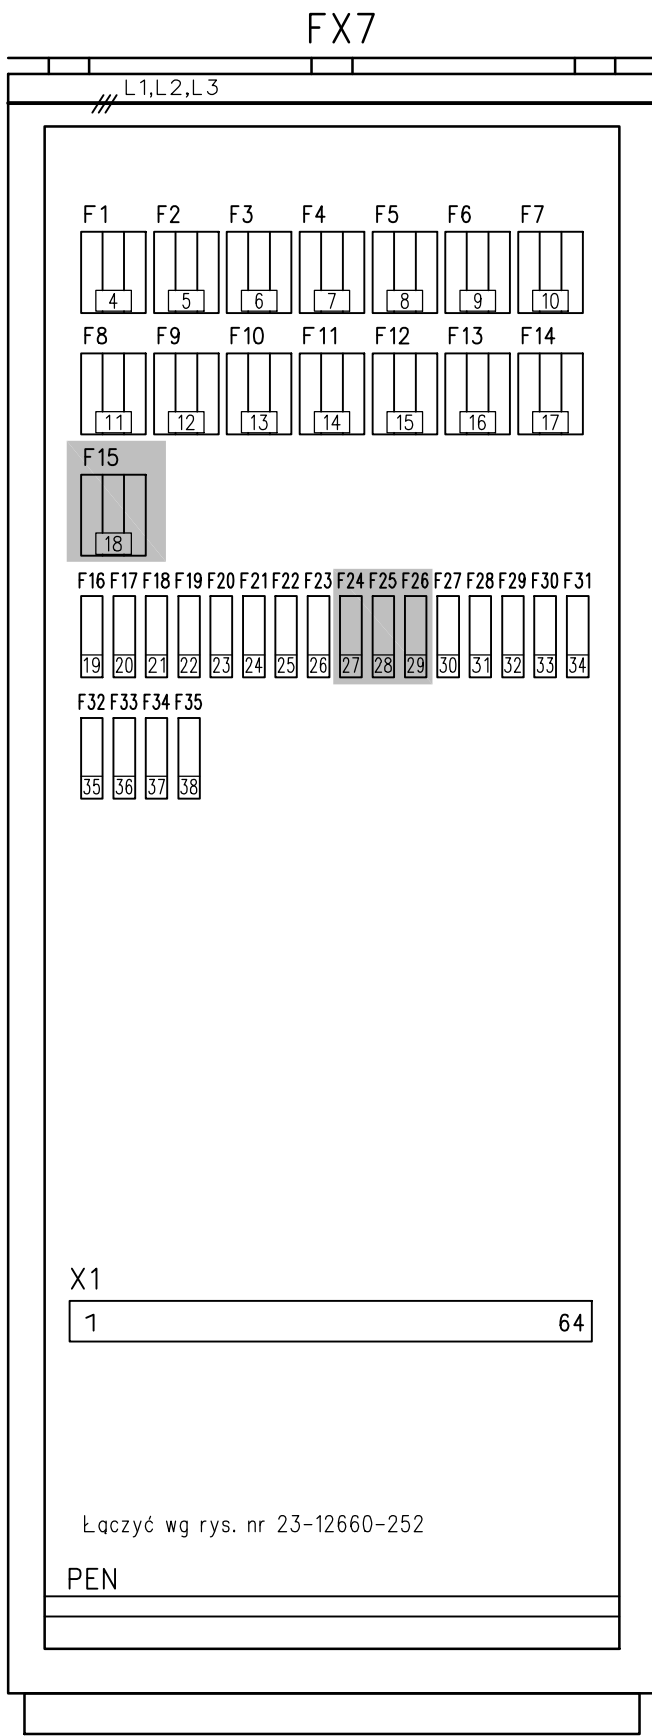 FX7
L1,L2,L3
F1 F2 F3 F4 F5 F6 F7
4 5 6 7 8 9 10
F8 F9 F10 F11 F12 F13 F14
11 12 13 14 15 16 17
F15
18
F16 F17 F18 F19 F20 F21 F22 F23 F24 F25 F26 F27 F28 F29 F30 F31
19 20 21 22 23 24 25 26 27 28 29 30 31 32 33 34
F32 F33 F34 F35
35 36 37 38
X1
1 64
Łączyć wg rys. nr 23-12660-252
PEN